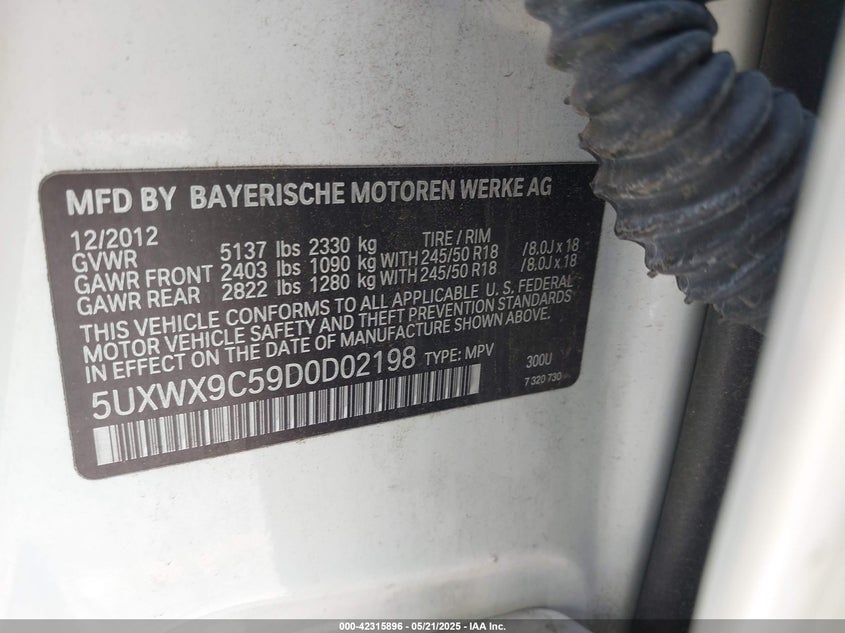 MFD BY BAYERISCHE MOTOREN WERKE AG
12/2012 TIRE / RIM
GVWR 5137 lbs 2330 kg
GAWR FRONT 2403 lbs 1090 kg WITH 245/50 R18 /8.0J x 18
GAWR REAR 2822 lbs 1280 kg WITH 245/50 R18 /8.0J x 18
THIS VEHICLE CONFORMS TO ALL APPLICABLE U.S. FEDERAL
MOTOR VEHICLE SAFETY AND THEFT PREVENTION STANDARDS
IN EFFECT ON THE DATE OF MANUFACTURE SHOWN ABOVE.
5UXWX9C59D0D02198 TYPE: MPV 300U
7 320 730
000-42315896 - 05/21/2025 - IAA Inc.